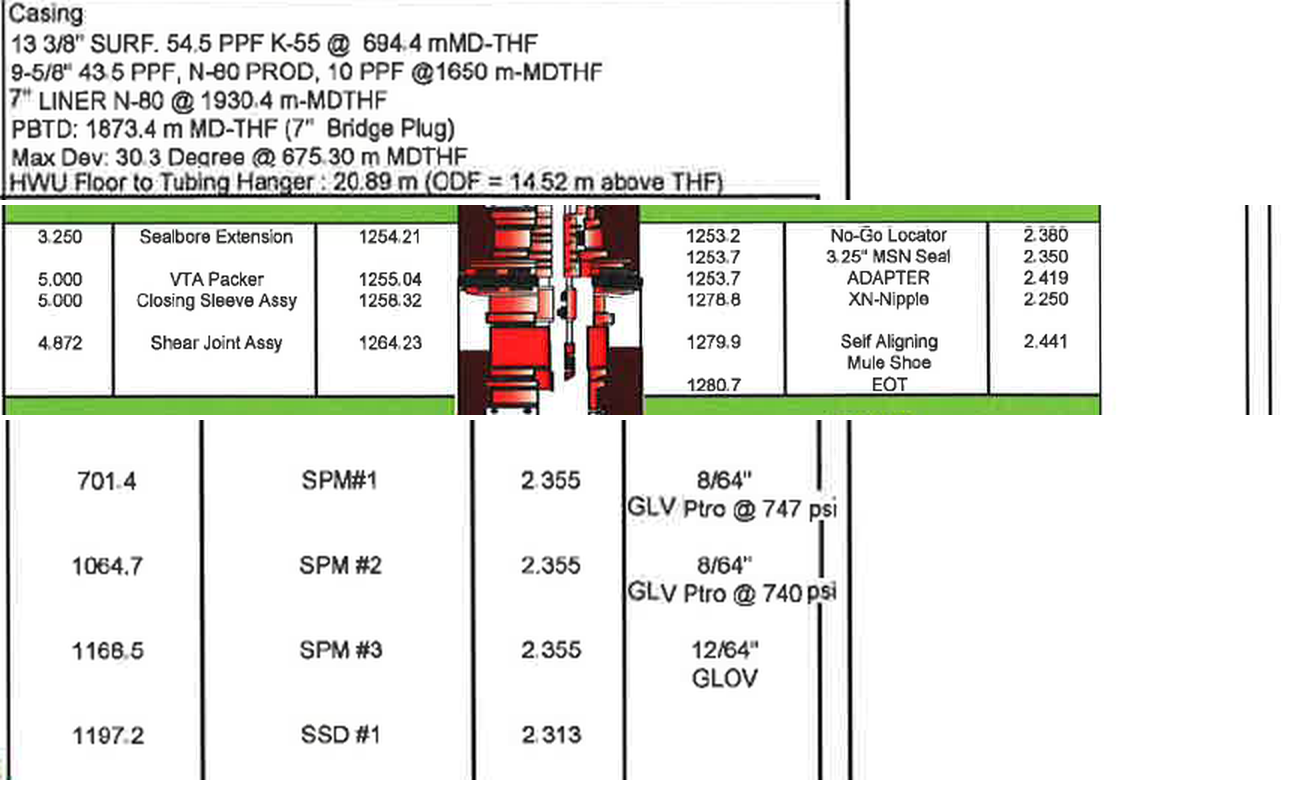 Casing
13 3/8" SURF. 54.5 PPF K-55 @ 694.4 mMD-THF
9-5/8" 43.5 PPF, N-80 PROD, 10 PPF @1650 m-MDTHF
7" LINER N-80 @ 1930.4 m-MDTHF
PBTD: 1873.4 m MD-THF (7" Bridge Plug)
Max Dev: 30.3 Degree @ 675.30 m MDTHF
HWU Floor to Tubing Hanger : 20.89 m (ODF = 14.52 m above THF)
3.250 Sealbore Extension 1254.21 1253.2 No-Go Locator 2.380
1253.7 3.25" MSN Seal 2.350
5.000 VTA Packer 1255.04 1253.7 ADAPTER 2.419
5.000 Closing Sleeve Assy 1258.32 1278.8 XN-Nipple 2.250
4.872 Shear Joint Assy 1264.23 1279.9 Self Aligning 2.441
Mule Shoe
1280.7 EOT
701.4 SPM#1 2.355 8/64"
GLV Ptro @ 747 psi
1064.7 SPM #2 2.355 8/64"
GLV Ptro @ 740 psi
1168.5 SPM #3 2.355 12/64"
GLOV
1197.2 SSD #1 2.313